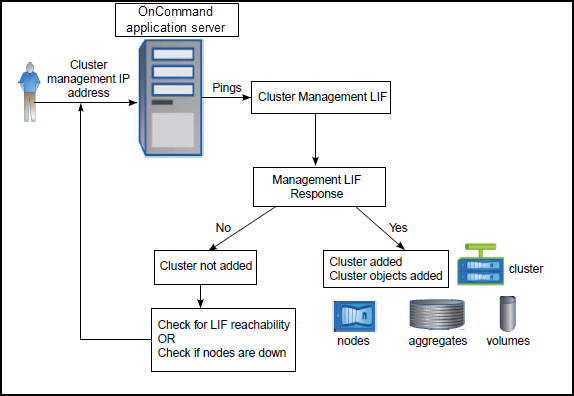 OnCommand
application server
Cluster
management IP
address
Pings
Cluster Management LIF
Management LIF
Response
No
Yes
Cluster not added
Cluster added
Cluster objects added
cluster
Check for LIF reachability
OR
Check if nodes are down
nodes
aggregates
volumes